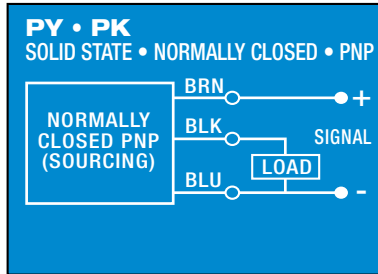 PY • PK
SOLID STATE • NORMALLY CLOSED • PNP
BRN
+
NORMALLY
CLOSED PNP
(SOURCING)
BLK
SIGNAL
LOAD
BLU
-